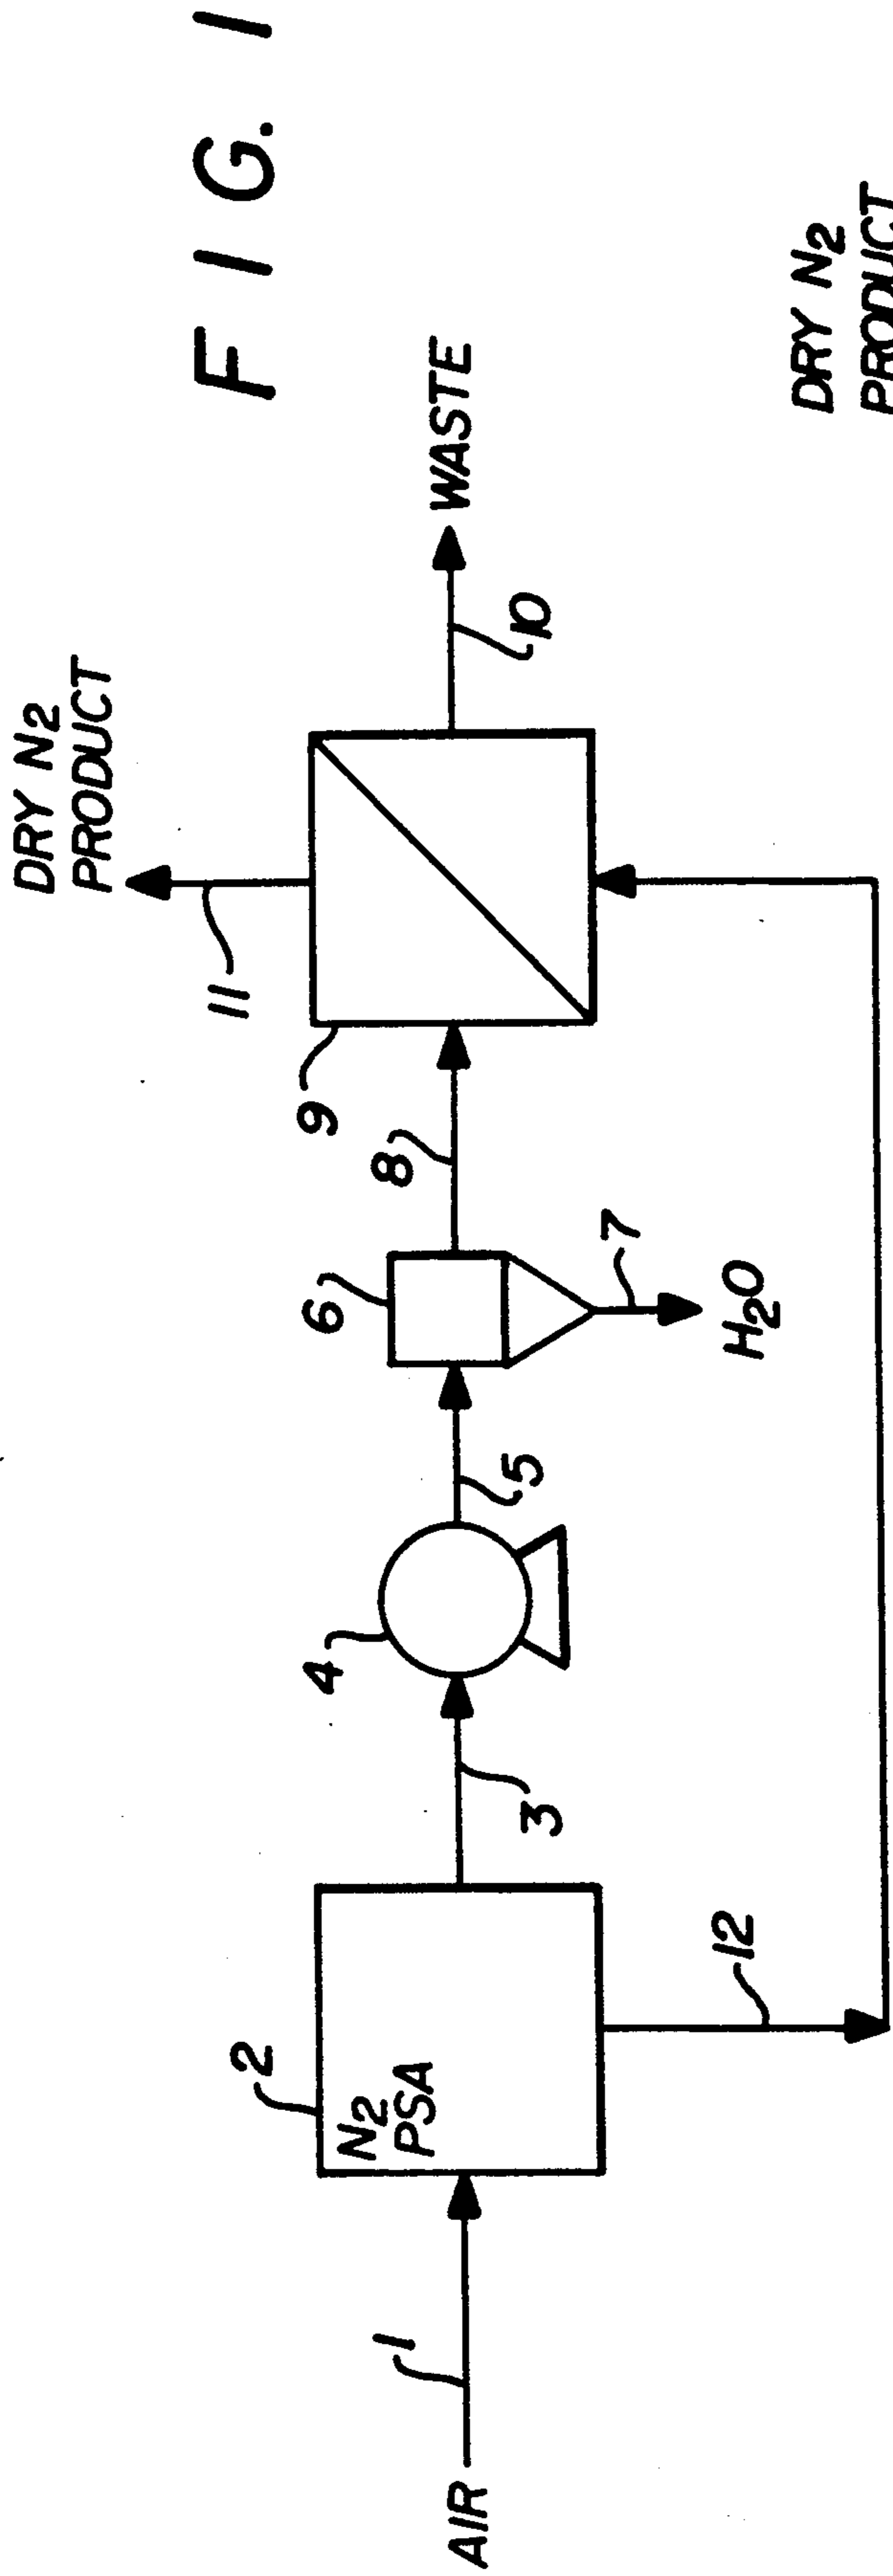 FIG. 1
DRY N2
PRODUCT
11
WASTE
10
9
8
6
7
H2O
5
4
3
2
N2
PSA
12
1
AIR
DRY N2
PRODUCT